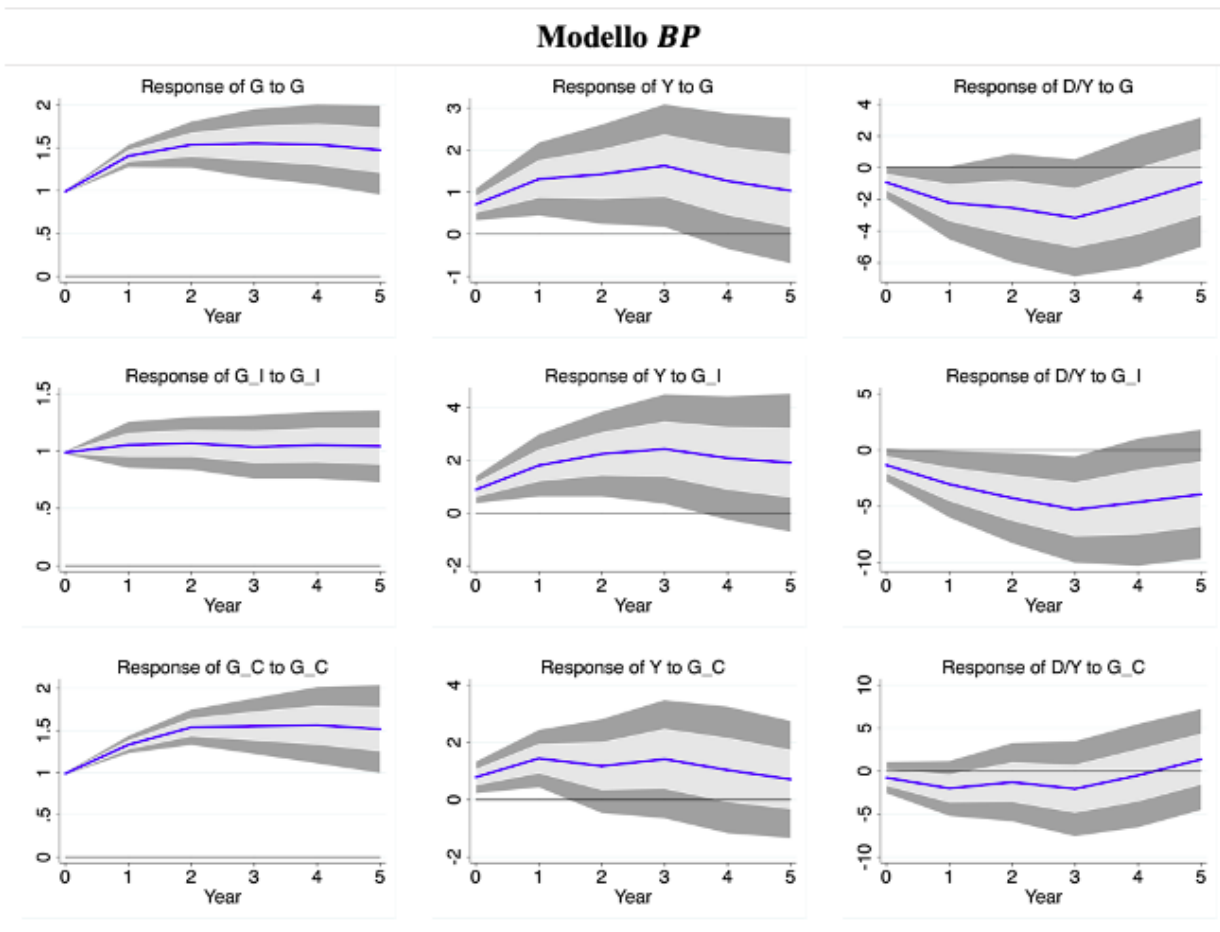 Modello BP
Response of G to G
2
1.5
1
.5
0
0 1 2 3 4 5
Year
Response of Y to G
3
2
1
0
-1
0 1 2 3 4 5
Year
Response of D/Y to G
4
2
0
-2
-4
-6
0 1 2 3 4 5
Year
Response of G_I to G_I
1.5
1
.5
0
0 1 2 3 4 5
Year
Response of Y to G_I
4
2
0
-2
0 1 2 3 4 5
Year
Response of D/Y to G_I
5
0
-5
-10
0 1 2 3 4 5
Year
Response of G_C to G_C
2
1.5
1
.5
0
0 1 2 3 4 5
Year
Response of Y to G_C
4
2
0
-2
0 1 2 3 4 5
Year
Response of D/Y to G_C
10
5
0
-5
-10
0 1 2 3 4 5
Year